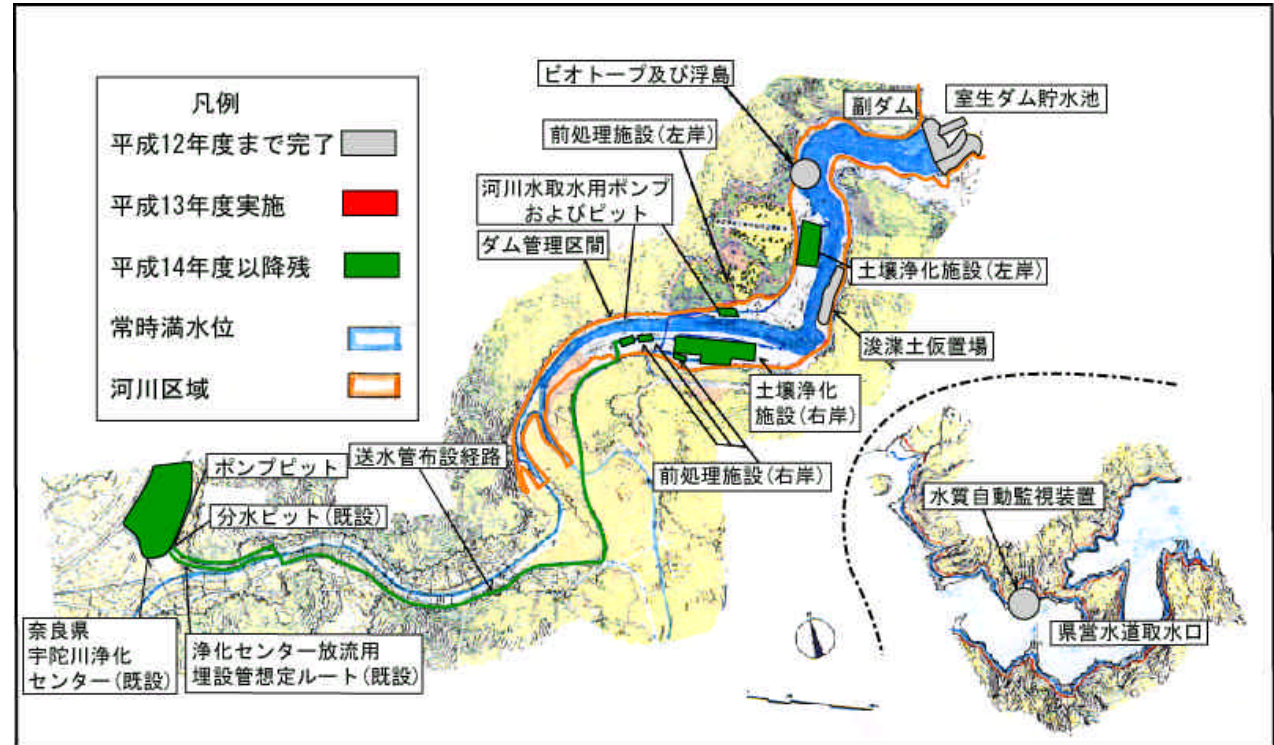 凡例
平成12年度まで完了
平成13年度実施
平成14年度以降残
常時満水位
河川区域
ビオトープ及び浮島
副ダム
室生ダム貯水池
前処理施設(左岸)
河川水取水用ポンプ
およびピット
ダム管理区間
土壌浄化施設(左岸)
浚渫土仮置場
土壌浄化
施設(右岸)
前処理施設(右岸)
送水管布設経路
ポンプピット
分水ピット(既設)
奈良県
宇陀川浄化
センター(既設)
浄化センター放流用
埋設管想定ルート(既設)
水質自動監視装置
県営水道取水口